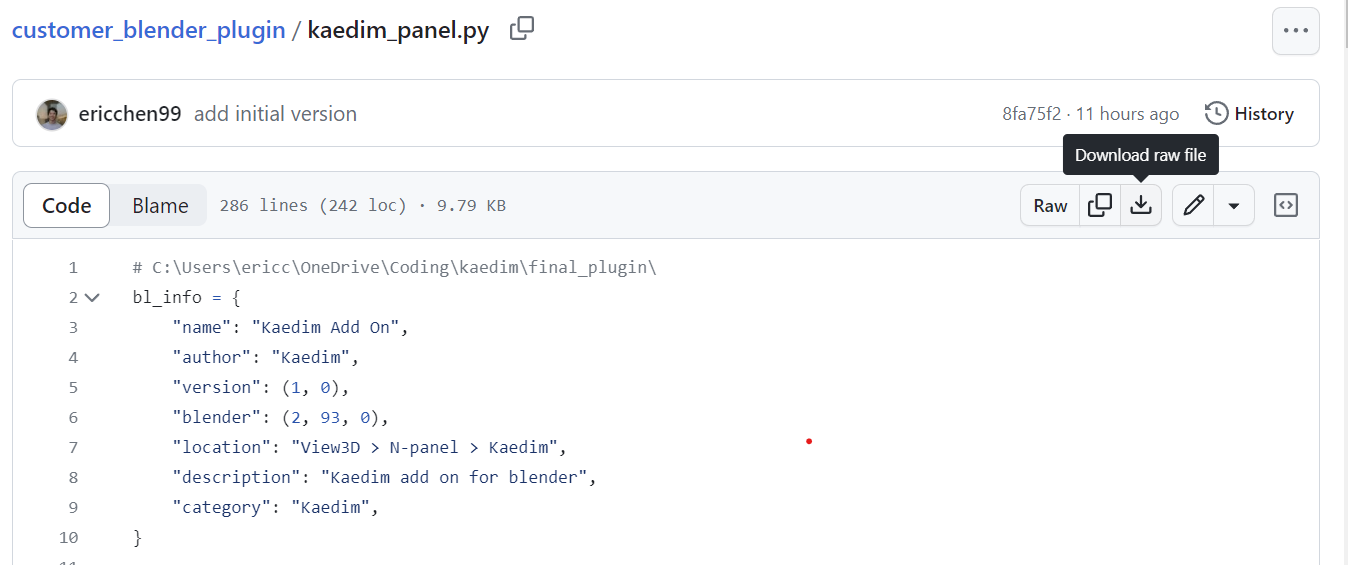 customer_blender_plugin / kaedim_panel.py
ericchen99 add initial version 8fa75f2 · 11 hours ago History
Download raw file
Code Blame 286 lines (242 loc) · 9.79 KB Raw
1 # C:\Users\ericc\OneDrive\Coding\kaedim\final_plugin\
2 bl_info = {
3 "name": "Kaedim Add On",
4 "author": "Kaedim",
5 "version": (1, 0),
6 "blender": (2, 93, 0),
7 "location": "View3D > N-panel > Kaedim",
8 "description": "Kaedim add on for blender",
9 "category": "Kaedim",
10 }